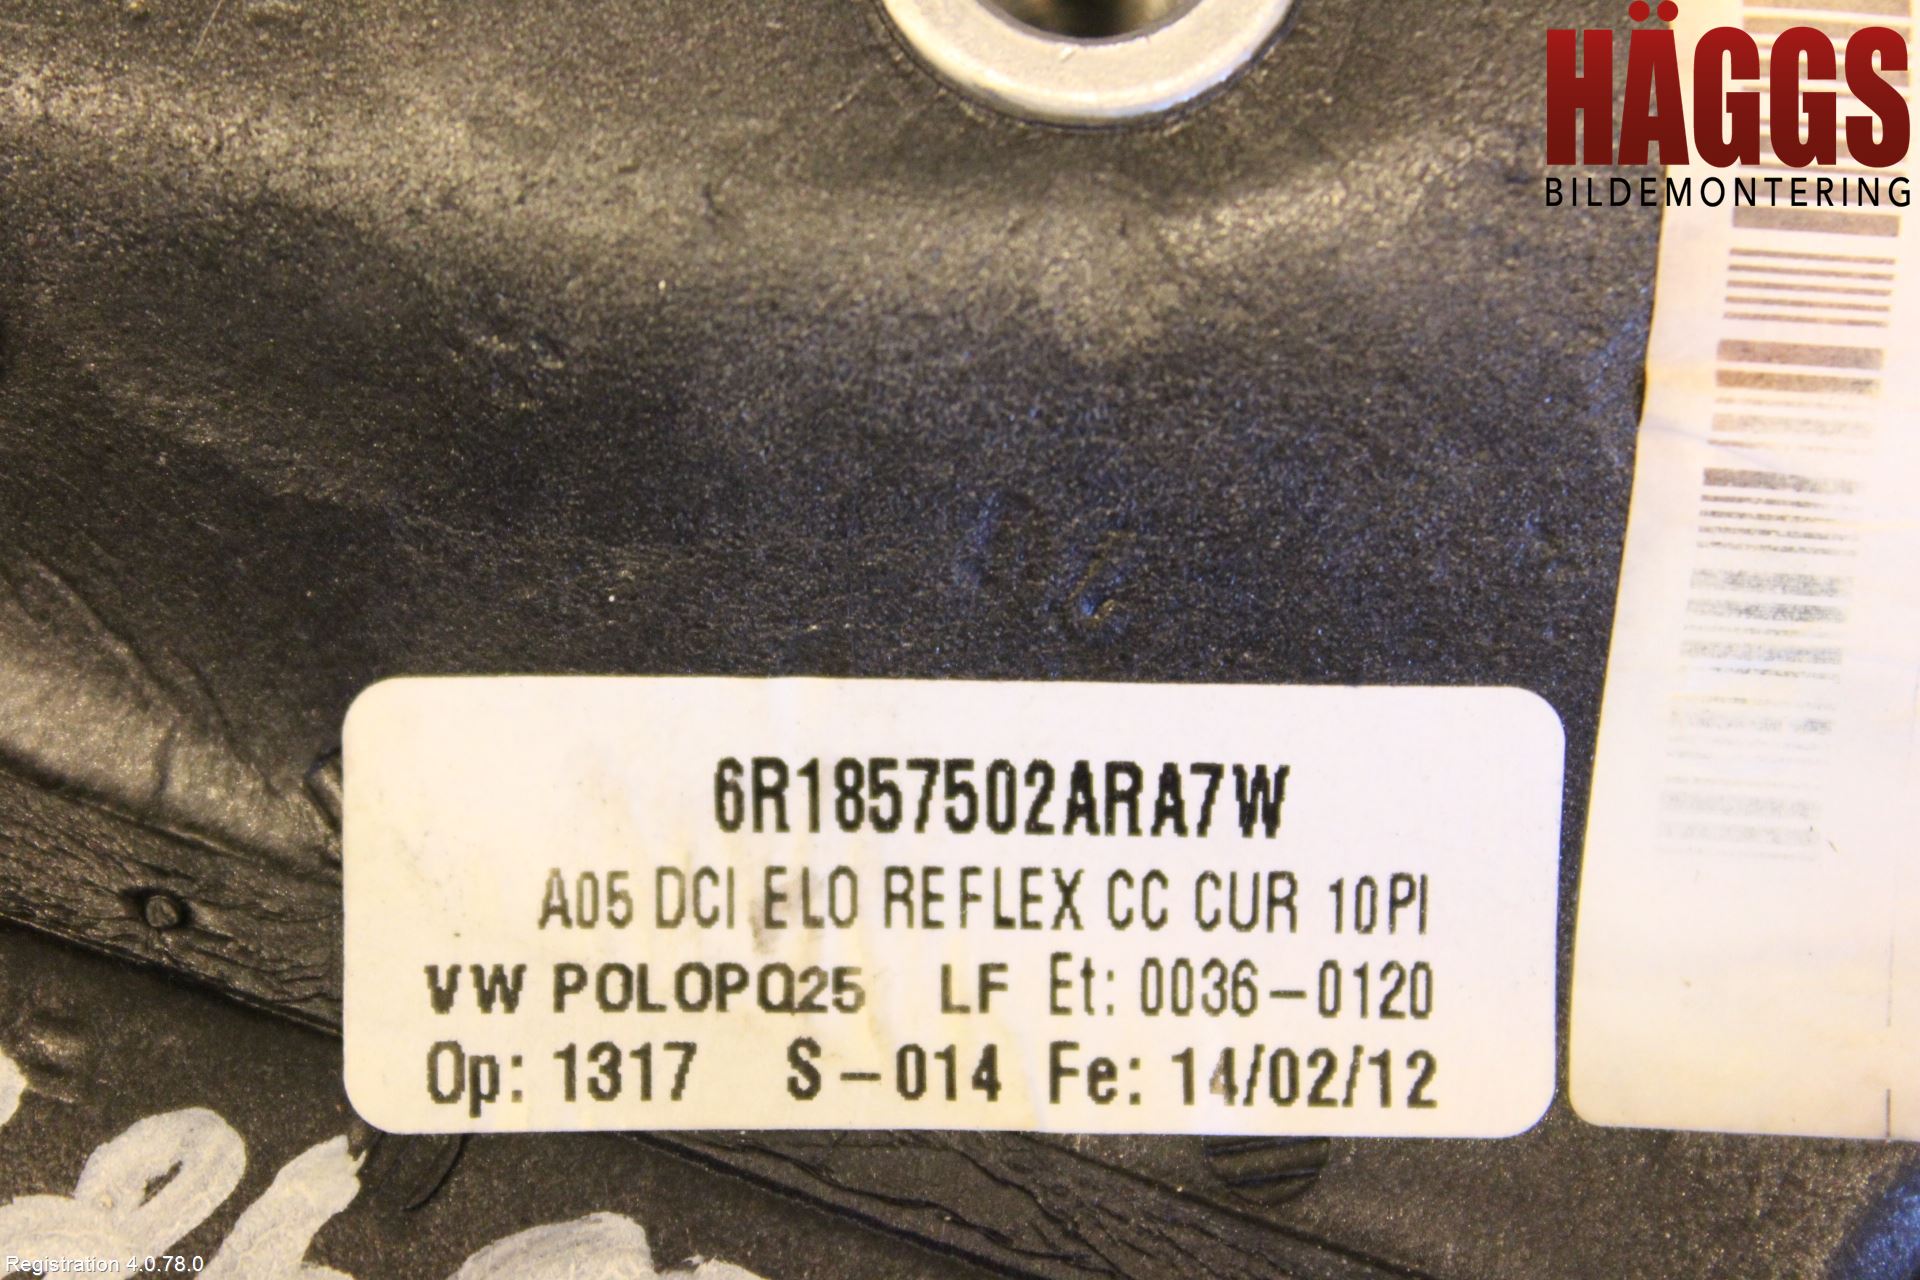 HÄGGS
BILDEMONTERING
6R1857502ARA7W
A05 DCI ELO REFLEX CC CUR 10PI
VW POLOPQ25 LF Et: 0036-0120
Op: 1317 S-014 Fe: 14/02/12
Registration 4.0.78.0